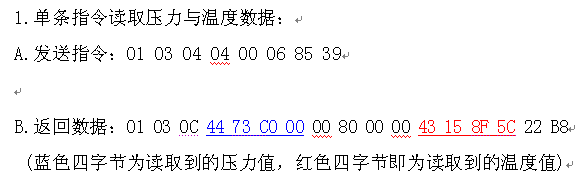 1.单条指令读取压力与温度数据：
A.发送指令：01 03 04 04 00 06 85 39
B.返回数据：01 03 0C 44 73 C0 00 00 80 00 00 43 15 8F 5C 22 B8
(蓝色四字节为读取到的压力值，红色四字节即为读取到的温度值)